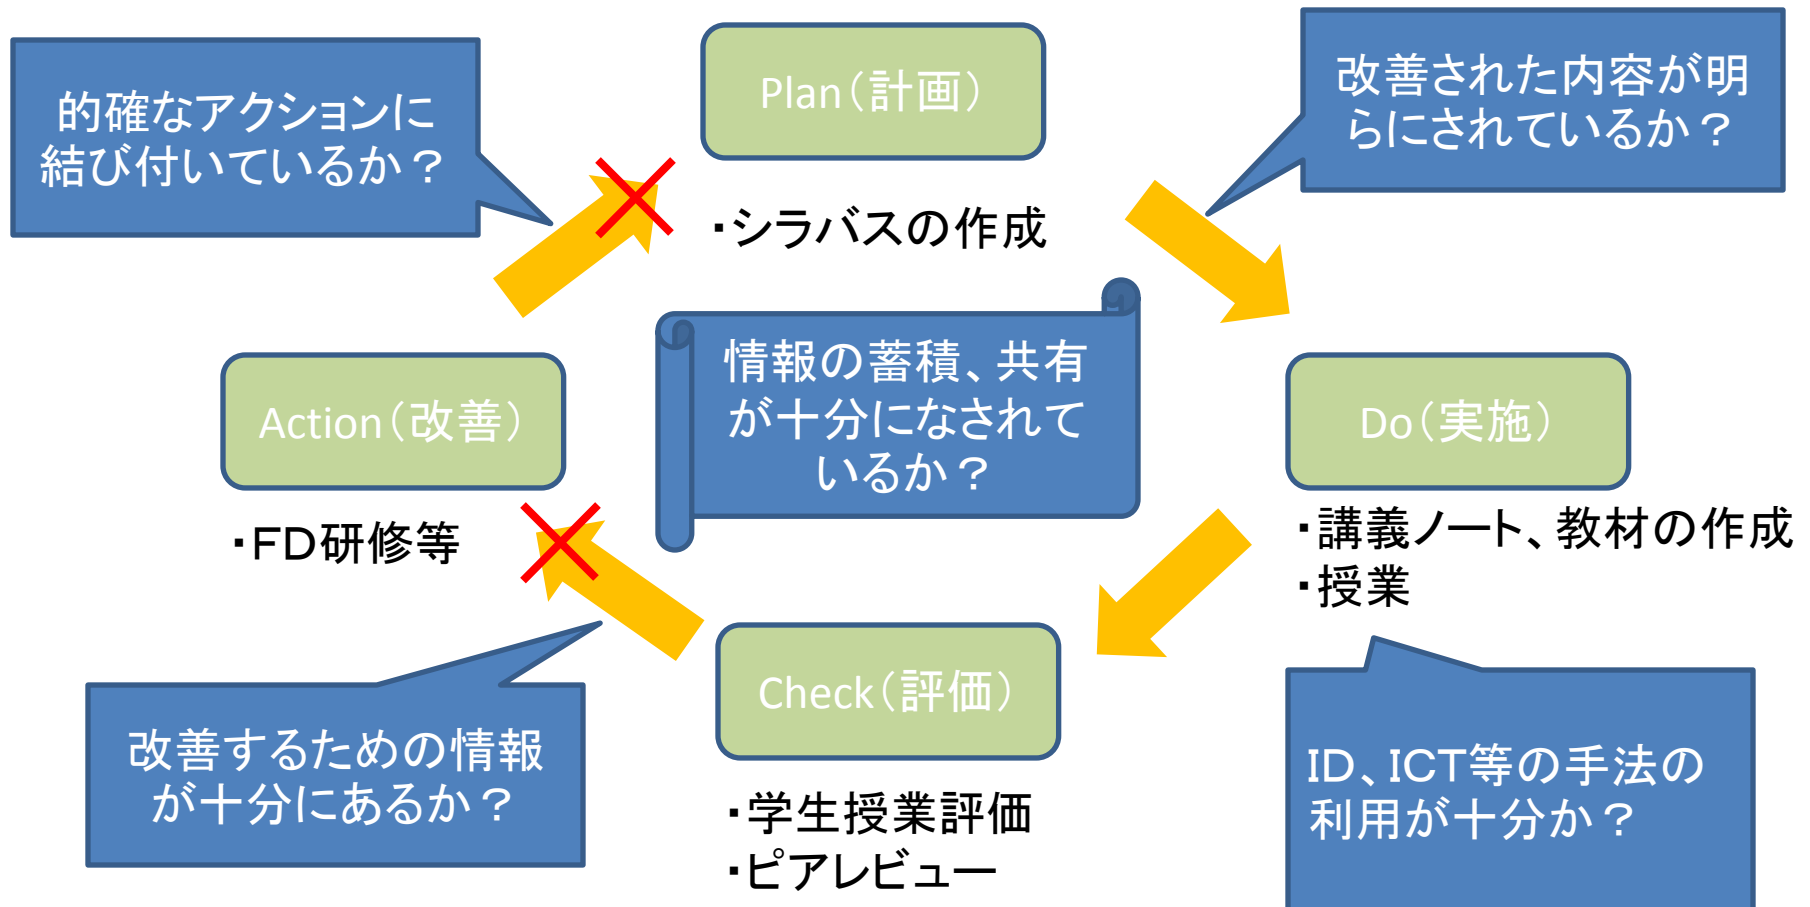 Plan（計画）
・シラバスの作成
的確なアクションに
結び付いているか？
改善された内容が明
らにされているか？
情報の蓄積、共有
が十分になされて
いるか？
Action（改善）
・ＦＤ研修等
Do（実施）
・講義ノート、教材の作成
・授業
Check（評価）
・学生授業評価
・ピアレビュー
改善するための情報
が十分にあるか？
ID、ICT等の手法の
利用が十分か？